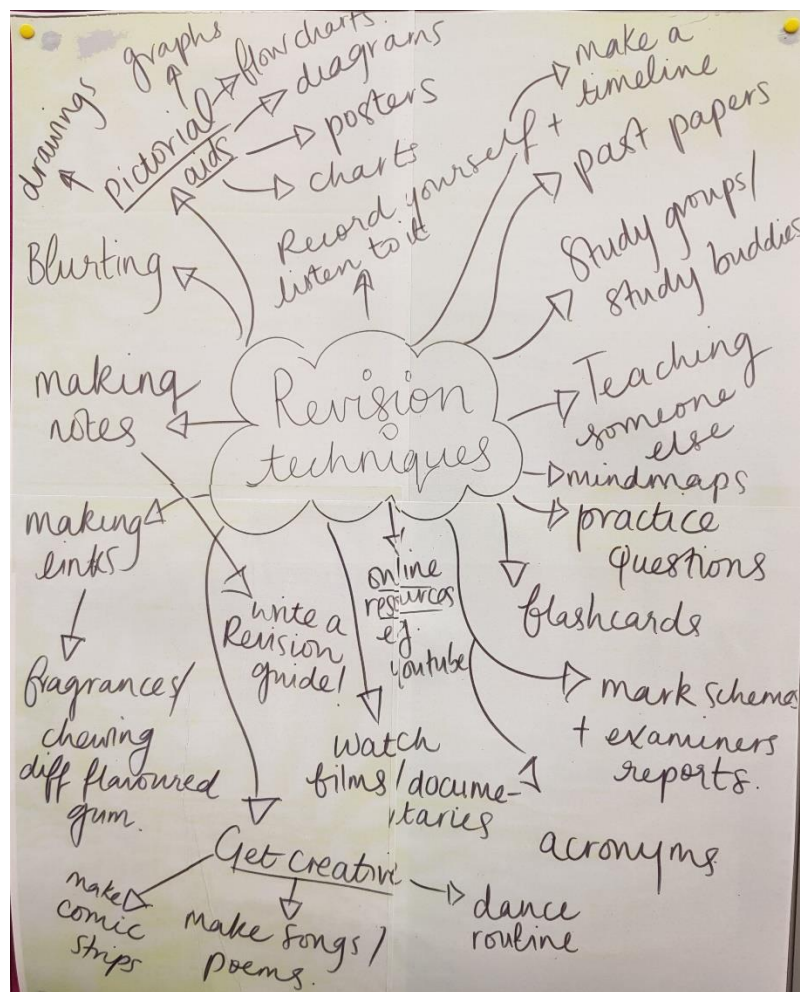 Revision
techniques
drawings
graphs
flowcharts.
Pictorial
aids
diagrams
posters
charts
Record yourself +
listen to it
make a
timeline
past papers
Study groups/
study buddies
Teaching
someone
else
mindmaps
practice
questions
flashcards
mark schemes
+ examiners
reports.
acronyms
online
resources
eg.
youtube
watch
films/docume-
taries
Get creative
make
comic
strips
Make songs/
poems.
dance
routine
Blurting
making
notes
write a
Revision
guide!
making
links
fragrances/
chewing
diff flavoured
gum.